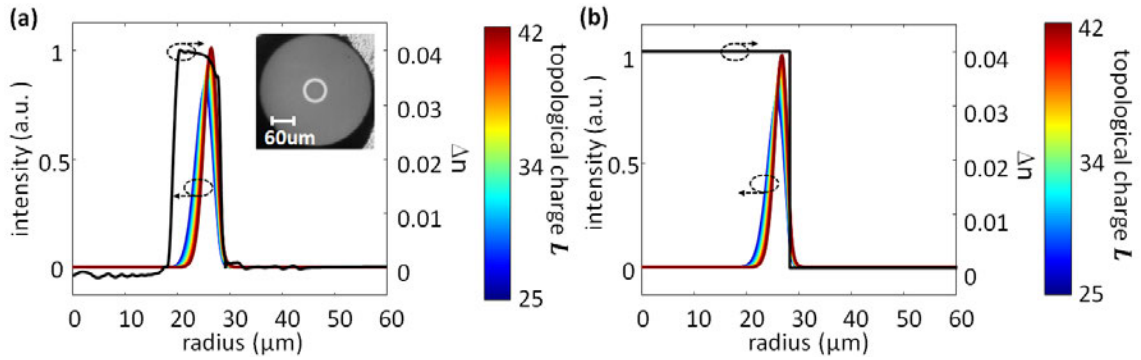 (a)
intensity (a.u.)
1
0.5
0
0 10 20 30 40 50 60
radius (μm)
60um
0.04
0.03
0.02
0.01
0
Δn
42
34
25
topological charge L
(b)
intensity (a.u.)
1
0.5
0
0 10 20 30 40 50 60
radius (μm)
0.04
0.03
0.02
0.01
0
Δn
42
34
25
topological charge L